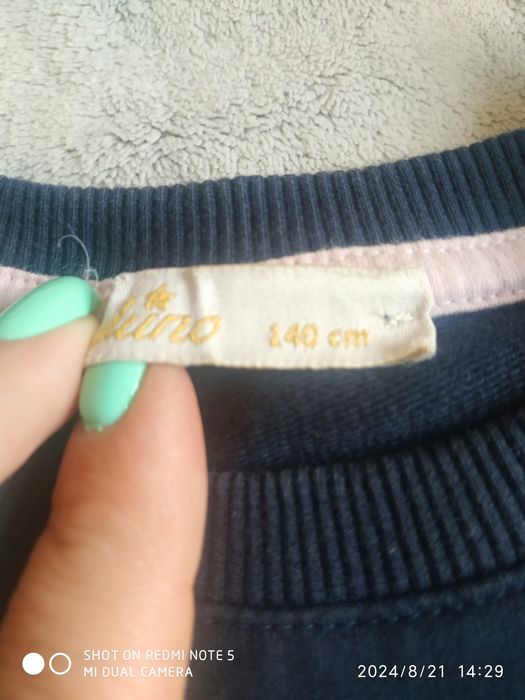 140 cm
SHOT ON REDMI NOTE 5
MI DUAL CAMERA
2024/8/21 14:29